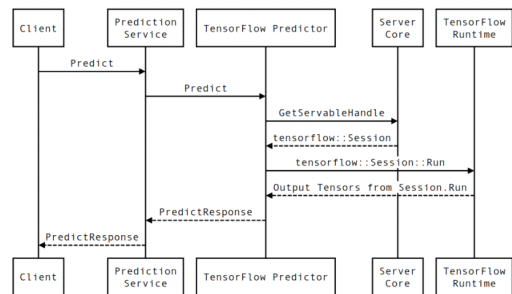 Client
Prediction
Service
TensorFlow Predictor
Server
Core
TensorFlow
Runtime
Predict
Predict
GetServableHandle
tensorflow::Session
tensorflow::Session::Run
Output Tensors from Session.Run
PredictResponse
PredictResponse
Client
Prediction
Service
TensorFlow Predictor
Server
Core
TensorFlow
Runtime